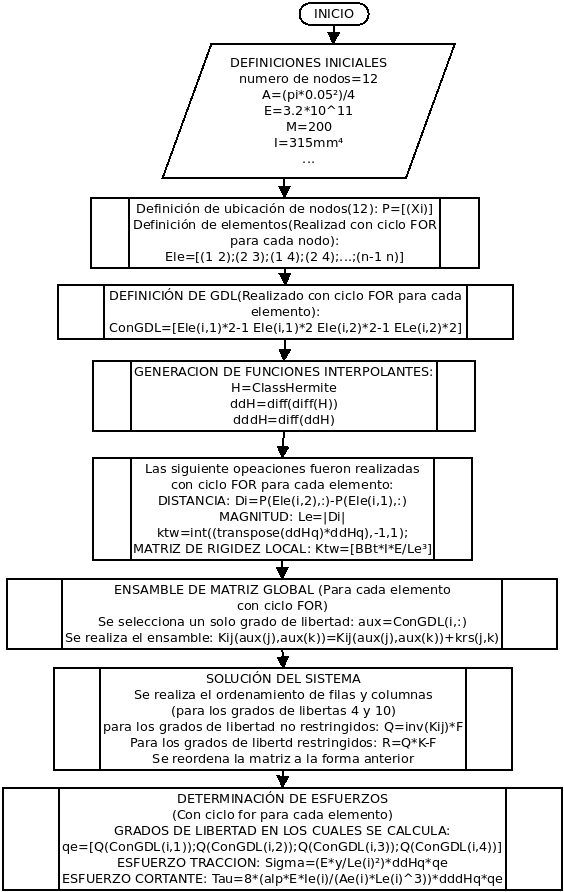 INICIO
DEFINICIONES INICIALES
numero de nodos=12
A=(pi*0.05²)/4
E=3.2*10^11
M=200
I=315mm⁴
...
Definición de ubicación de nodos(12): P=[(Xi)]
Definición de elementos(Realizad con ciclo FOR
para cada nodo):
Ele=[(1 2);(2 3);(1 4);(2 4);...;(n-1 n)]
DEFINICIÓN DE GDL(Realizado con ciclo FOR para cada
elemento):
ConGDL=[Ele(i,1)*2-1 Ele(i,1)*2 Ele(i,2)*2-1 ELe(i,2)*2]
GENERACION DE FUNCIONES INTERPOLANTES:
H=ClassHermite
ddH=diff(diff(H))
dddH=diff(ddH)
Las siguiente opeaciones fueron realizadas
con ciclo FOR para cada elemento:
DISTANCIA: Di=P(Ele(i,2),:)-P(Ele(i,1),:)
MAGNITUD: Le=|Di|
ktw=int((transpose(ddHq)*ddHq),-1,1);
MATRIZ DE RIGIDEZ LOCAL: Ktw=[BBt*I*E/Le³]
ENSAMBLE DE MATRIZ GLOBAL (Para cada elemento
con ciclo FOR)
Se selecciona un solo grado de libertad: aux=ConGDL(i,:)
Se realiza el ensamble: Kij(aux(j),aux(k))=Kij(aux(j),aux(k))+krs(j,k)
SOLUCIÓN DEL SISTEMA
Se realiza el ordenamiento de filas y columnas
(para los grados de libertas 4 y 10)
para los grados de libertad no restringidos: Q=inv(Kij)*F
Para los grados de libertd restringidos: R=Q*K-F
Se reordena la matriz a la forma anterior
DETERMINACIÓN DE ESFUERZOS
(Con ciclo for para cada elemento)
GRADOS DE LIBERTAD EN LOS CUALES SE CALCULA:
qe=[Q(ConGDL(i,1));Q(ConGDL(i,2));Q(ConGDL(i,3));Q(ConGDL(i,4))]
ESFUERZO TRACCION: Sigma=(E*y/Le(i)²)*ddHq*qe
ESFUERZO CORTANTE: Tau=8*(alp*E*Ie(i)/(Ae(i)*Le(i)^3))*dddHq*qe